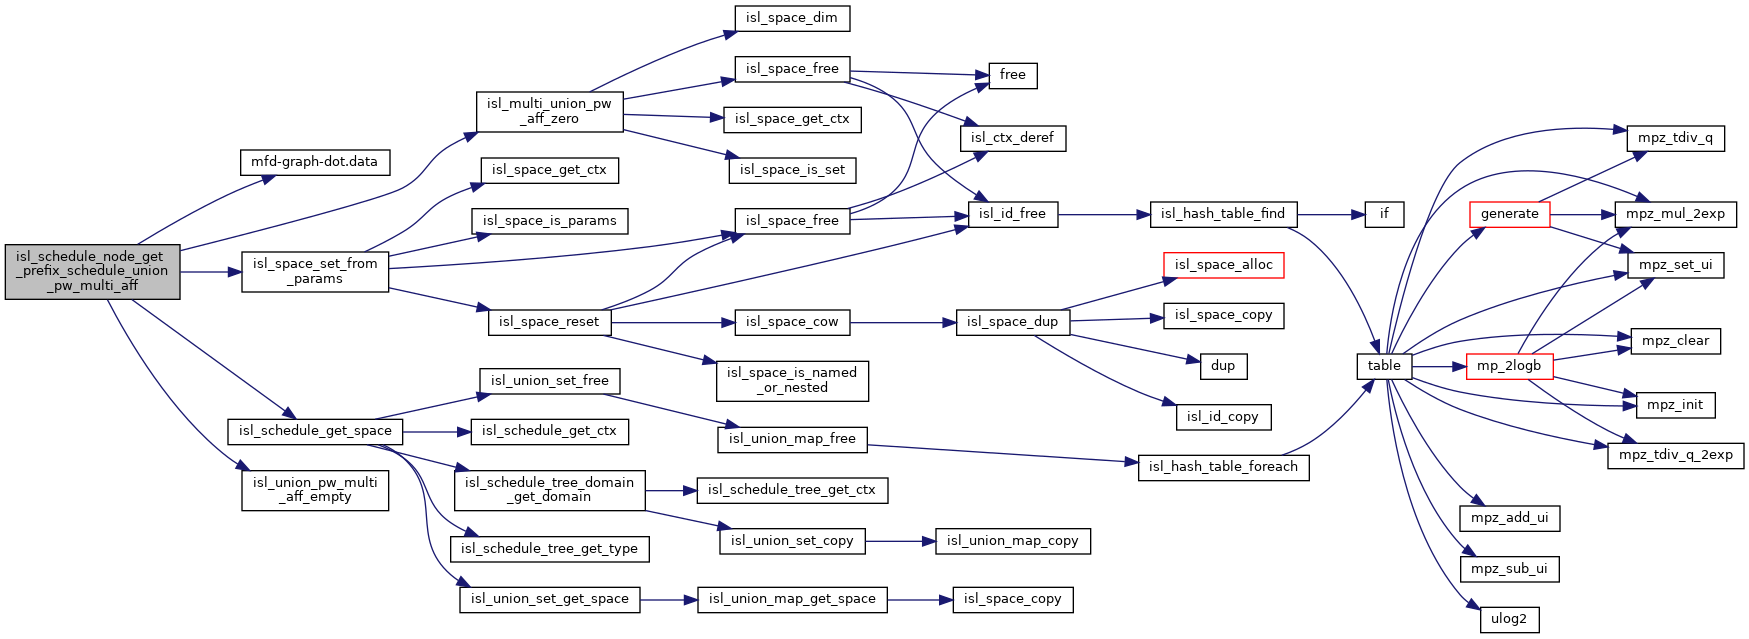 isl_schedule_node_get
_prefix_schedule_union
_pw_multi_aff
mfd-graph-dot.data
isl_multi_union_pw
_aff_zero
isl_space_dim
isl_space_free
free
isl_ctx_deref
isl_id_free
isl_hash_table_find
if
table
generate
mpz_tdiv_q
mpz_mul_2exp
mpz_set_ui
mp_2logb
mpz_clear
mpz_init
mpz_tdiv_q_2exp
mpz_add_ui
mpz_sub_ui
ulog2
isl_space_get_ctx
isl_space_is_set
isl_space_set_from
_params
isl_space_get_ctx
isl_space_is_params
isl_space_free
isl_space_reset
isl_space_cow
isl_space_dup
isl_space_alloc
isl_space_copy
dup
isl_id_copy
isl_space_is_named
_or_nested
isl_schedule_get_space
isl_union_set_free
isl_union_map_free
isl_hash_table_foreach
isl_schedule_get_ctx
isl_schedule_tree_domain
_get_domain
isl_schedule_tree_get_ctx
isl_union_set_copy
isl_union_map_copy
isl_schedule_tree_get_type
isl_union_set_get_space
isl_union_map_get_space
isl_space_copy
isl_union_pw_multi
_aff_empty